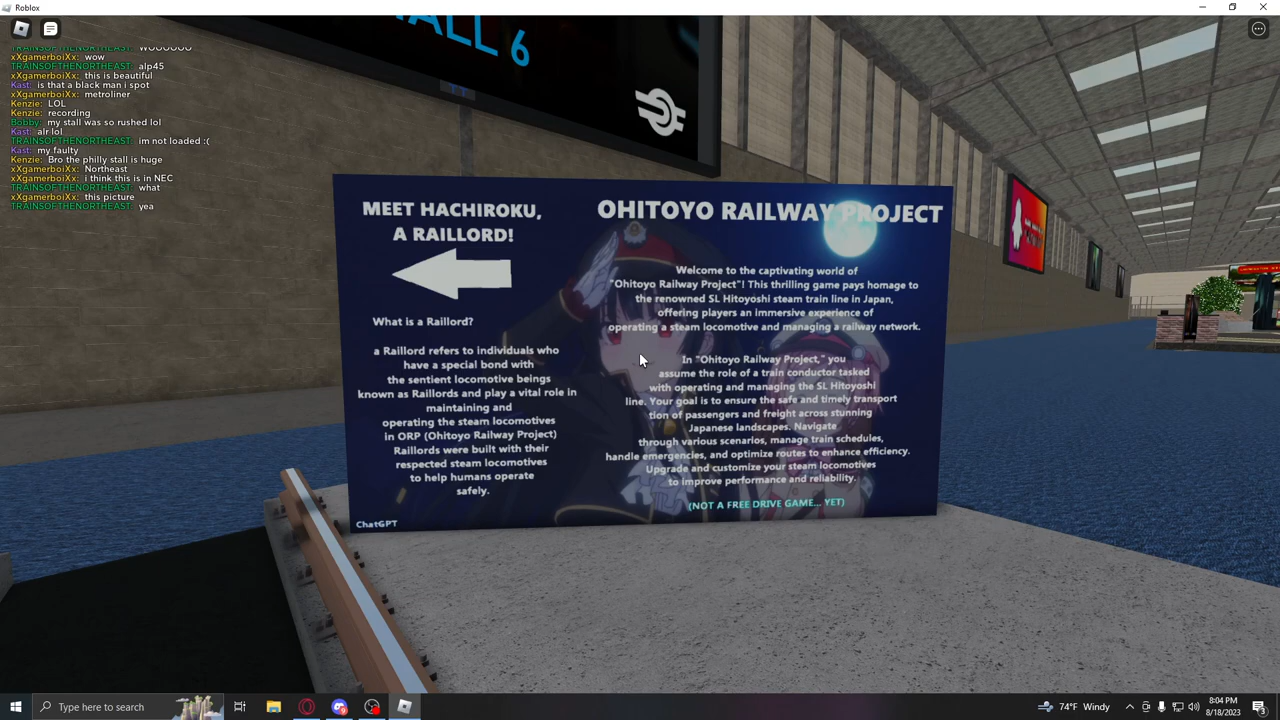 Roblox
ALL 6
TRAINSOFTHENORTHEAST: WOOOOOO
xXgamerboiXx: wow
TRAINSOFTHENORTHEAST: alp45
xXgamerboiXx: this is beautiful
Kast: is that a black man i spot
xXgamerboiXx: metroliner
Kenzie: LOL
Kenzie: recording
Bobby: my stall was so rushed lol
Kast: alr lol
TRAINSOFTHENORTHEAST: im not loaded :(
Kast: my faulty
Kenzie: Bro the philly stall is huge
xXgamerboiXx: Northeast
xXgamerboiXx: i think this is in NEC
TRAINSOFTHENORTHEAST: what
xXgamerboiXx: this picture
TRAINSOFTHENORTHEAST: yea
MEET HACHIROKU,
A RAILLORD!
What is a Raillord?
a Raillord refers to individuals who
have a special bond with
the sentient locomotive beings
known as Raillords and play a vital role in
maintaining and
operating the steam locomotives
in ORP (Ohitoyo Railway Project)
Raillords were built with their
respected steam locomotives
to help humans operate
safely.
ChatGPT
OHITOYO RAILWAY PROJECT
Welcome to the captivating world of
"Ohitoyo Railway Project"! This thrilling game pays homage to
the renowned SL Hitoyoshi steam train line in Japan,
offering players an immersive experience of
operating a steam locomotive and managing a railway network.
In "Ohitoyo Railway Project," you
assume the role of a train conductor tasked
with operating and managing the SL Hitoyoshi
line. Your goal is to ensure the safe and timely transport
tion of passengers and freight across stunning
Japanese landscapes. Navigate
through various scenarios, manage train schedules,
handle emergencies, and optimize routes to enhance efficiency.
Upgrade and customize your steam locomotives
to improve performance and reliability.
(NOT A FREE DRIVE GAME... YET)
Type here to search
74°F Windy
8:04 PM
8/18/2023
3